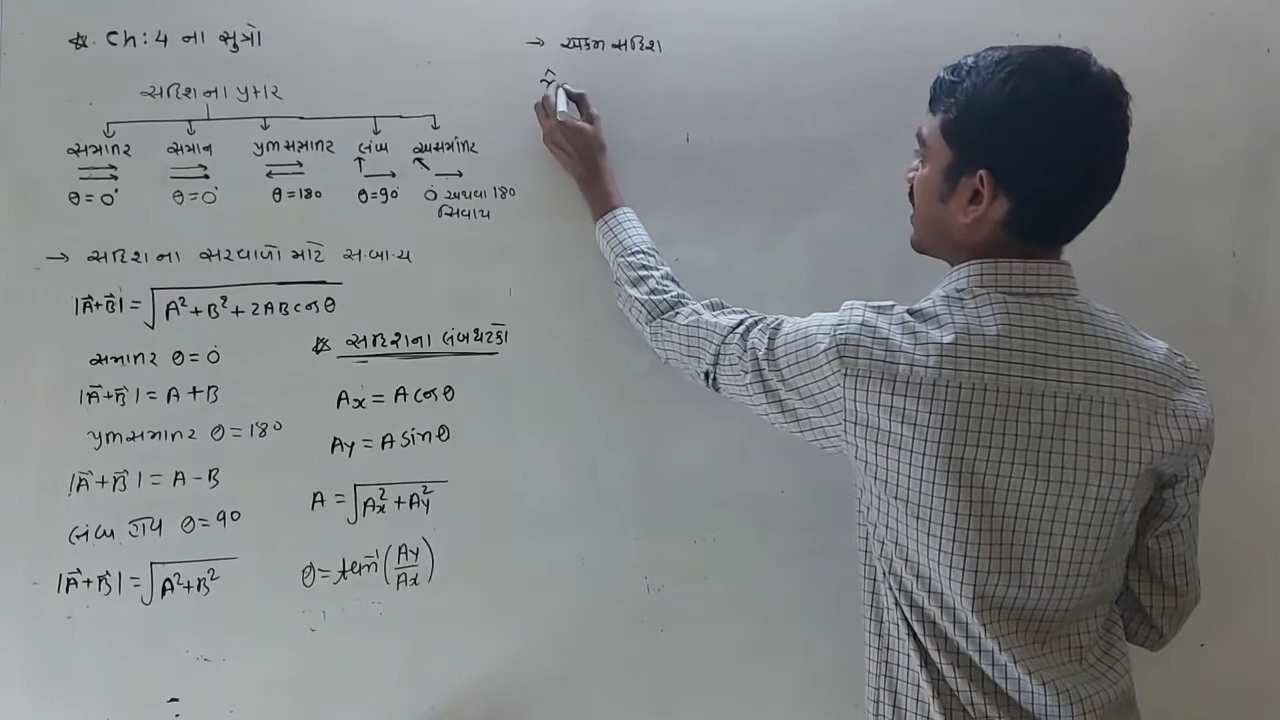 ☆. Ch: 4 ના સુત્રો
સદિશના પ્રકાર
સમાંતર સમાન પ્રતિસમાંતર લંબ અસમાંતર
θ = 0° θ = 0° θ = 180 θ = 90° 0° અથવા 180
સિવાય
→ સદિશના સરવાળા માટે સ.બા.ચ
|A⃗+B⃗| = √(A² + B² + 2AB cosθ)
સમાંતર θ = 0°
|A⃗+B⃗| = A + B
પ્રતિસમાંતર θ = 180
|A⃗+B⃗| = A - B
લંબ હોય θ = 90
|A⃗+B⃗| = √(A²+B²)
☆ સદિશના લંબઘટકો
Ax = A cosθ
Ay = A sinθ
A = √(Ax² + Ay²)
θ = tan⁻¹(Ay/Ax)
→ એકમ સદિશ